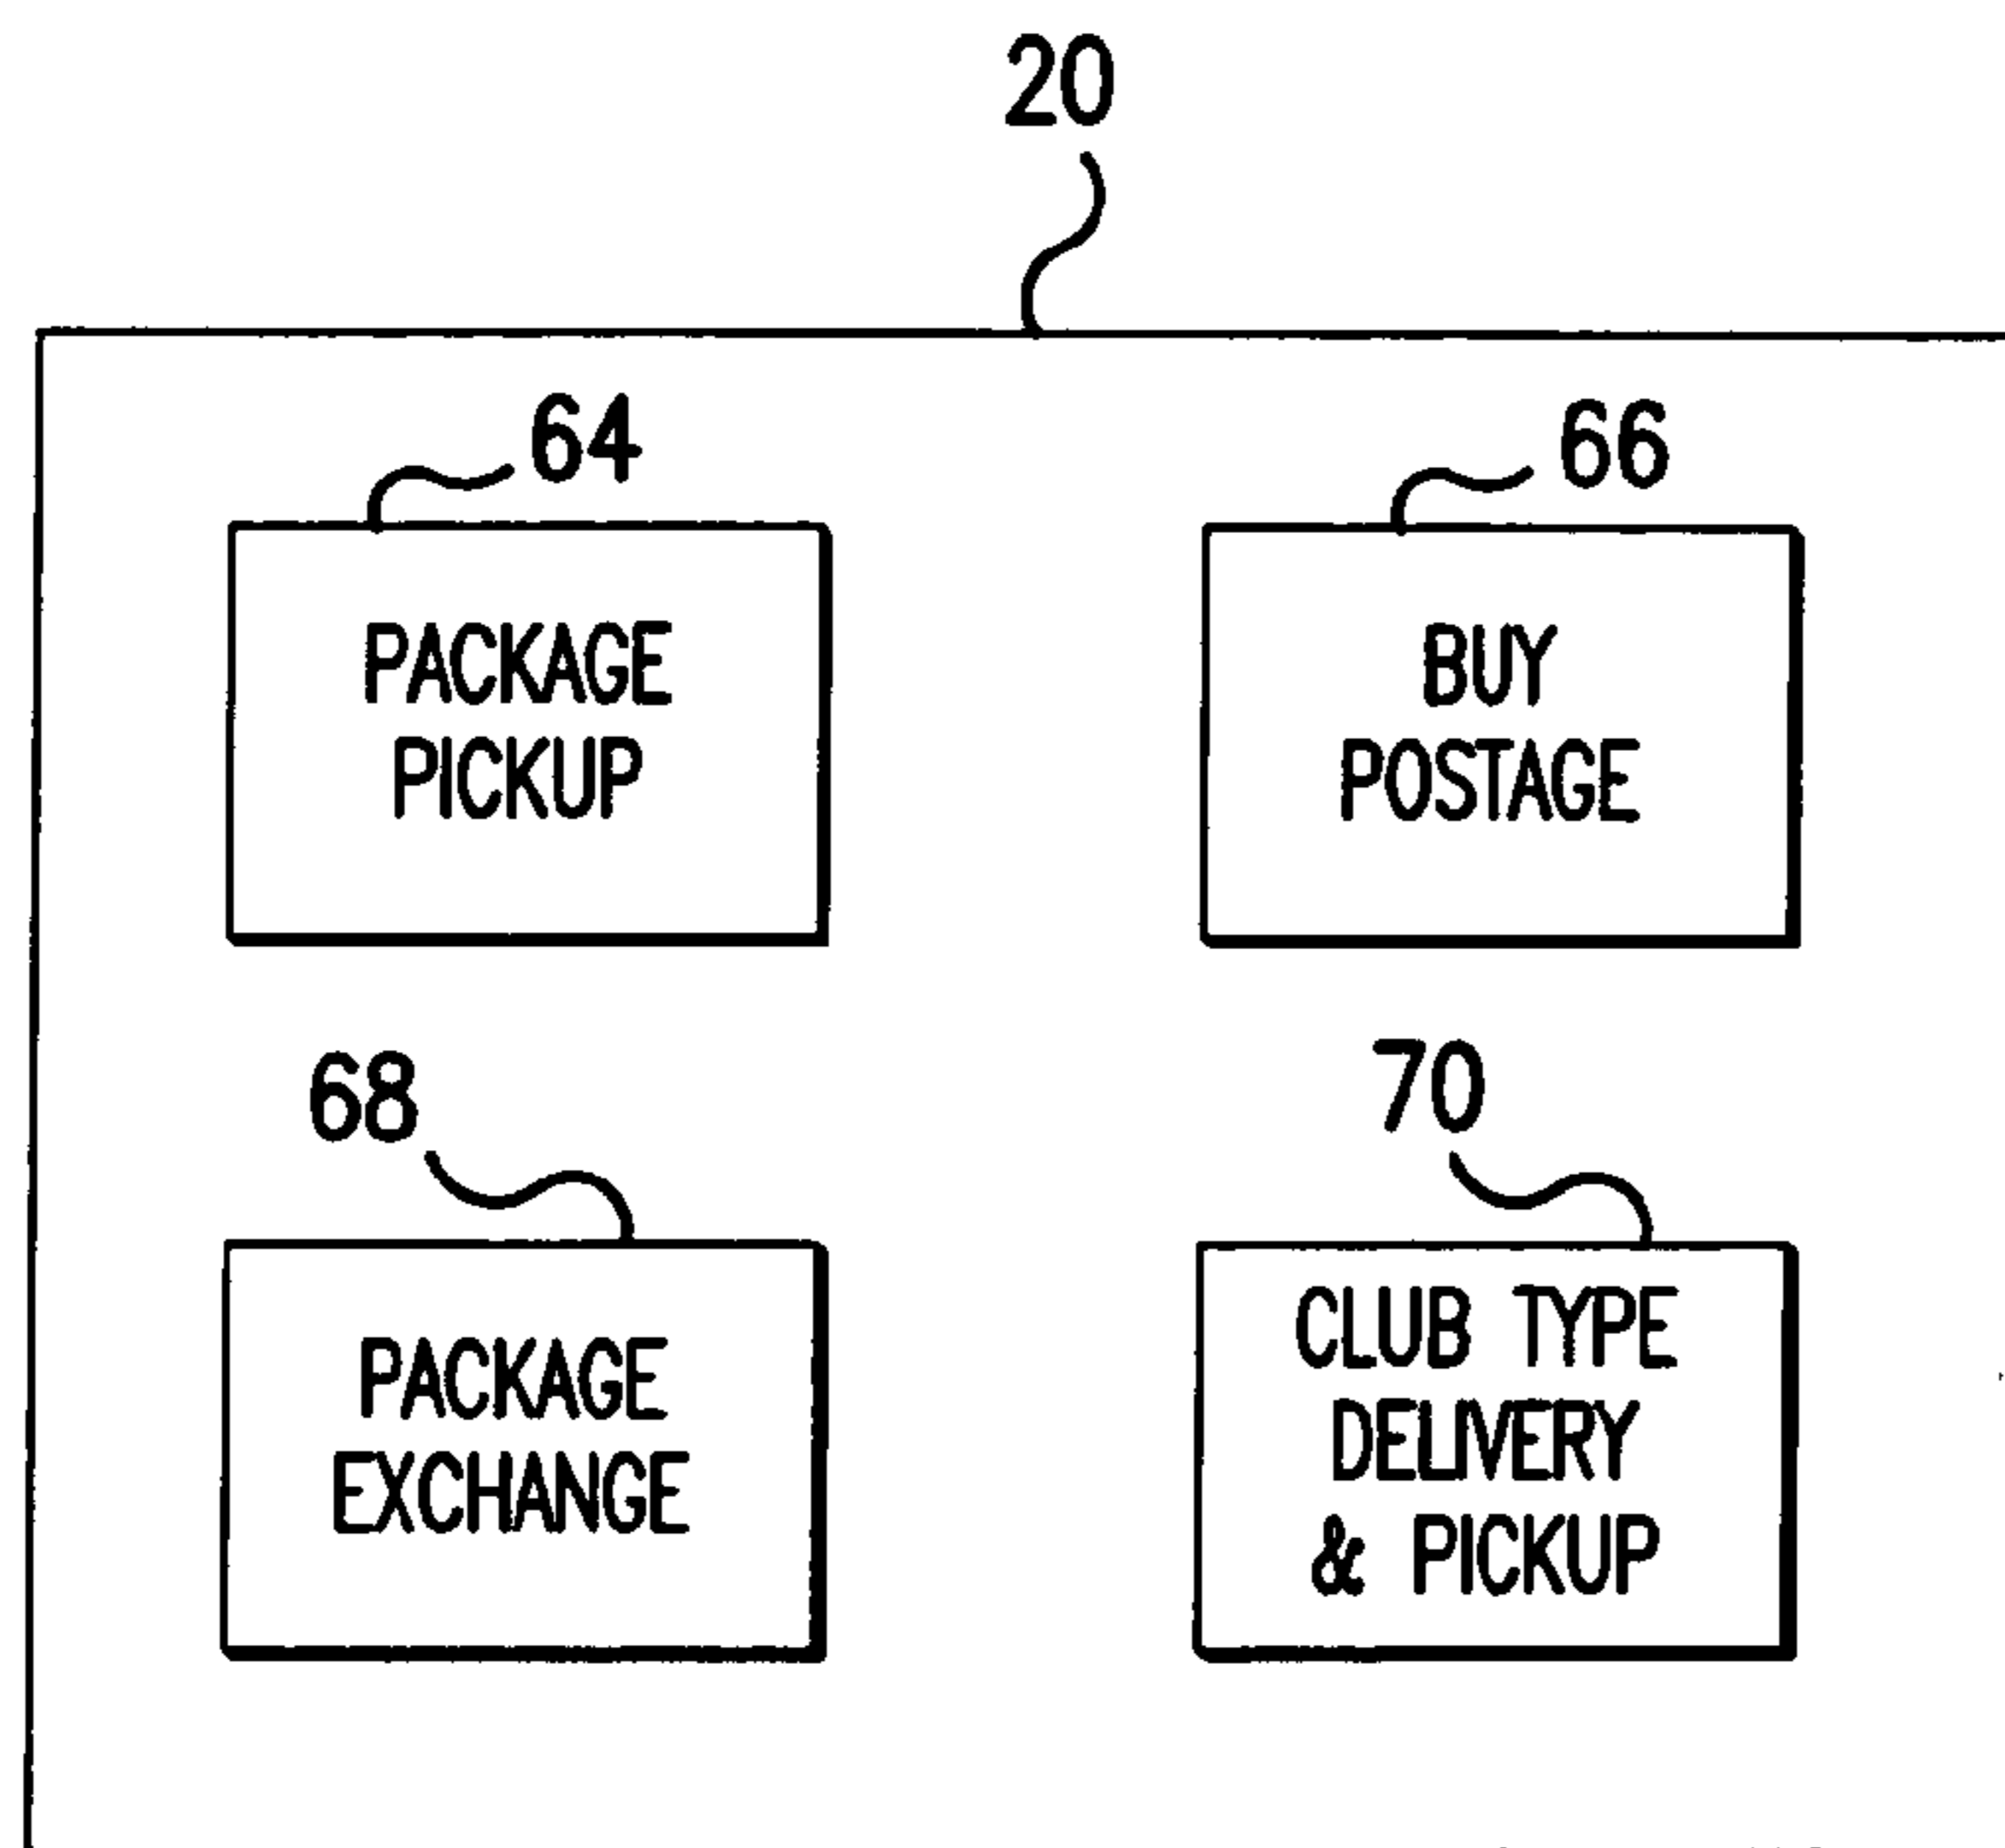 20
64
66
PACKAGE
PICKUP
BUY
POSTAGE
68
70
PACKAGE
EXCHANGE
CLUB TYPE
DELIVERY
& PICKUP